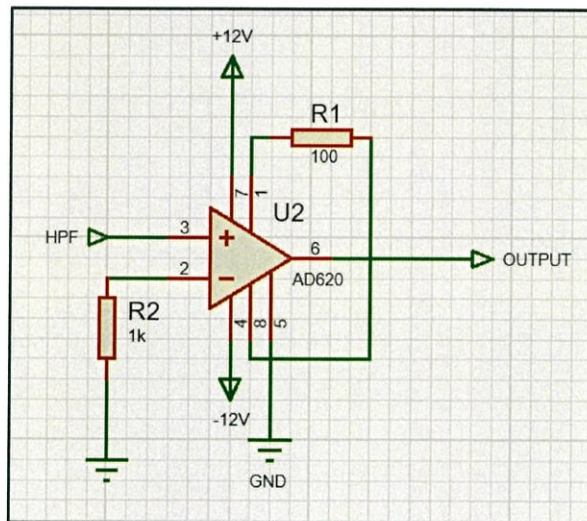 +12V
R1
100
7
1
U2
HPF
3
+
6
OUTPUT
2
−
AD620
R2
1k
4
8
5
-12V
GND